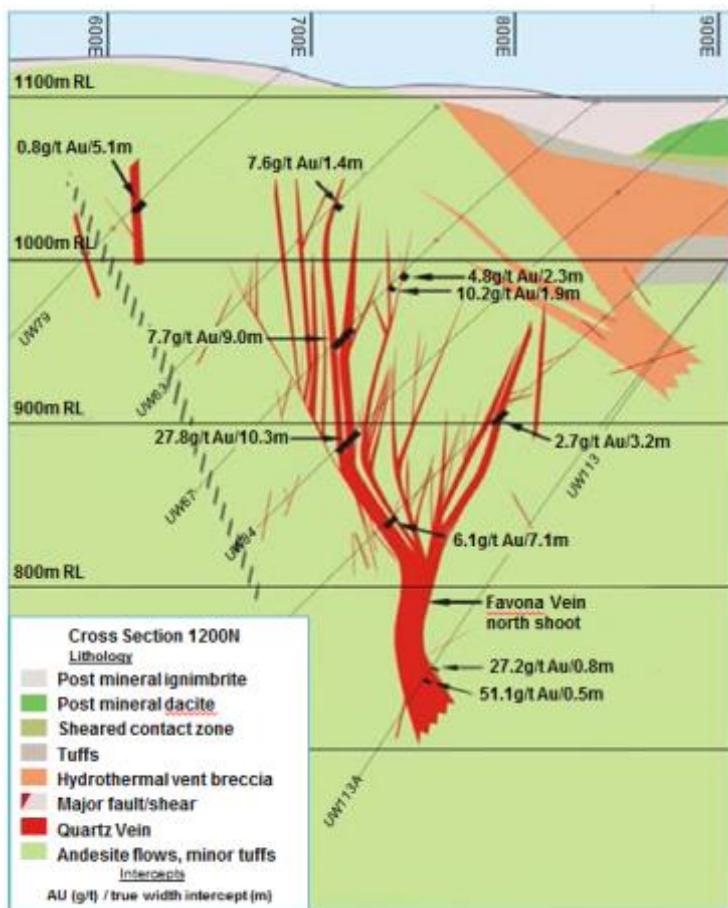 600E
700E
800E
900E
1100m RL
0.8g/t Au/5.1m
7.6g/t Au/1.4m
1000m RL
4.8g/t Au/2.3m
10.2g/t Au/1.9m
UW79
7.7g/t Au/9.0m
UW63
900m RL
27.8g/t Au/10.3m
2.7g/t Au/3.2m
UW113
UW67
UW84
6.1g/t Au/7.1m
800m RL
Favona Vein
north shoot
27.2g/t Au/0.8m
51.1g/t Au/0.5m
UW113A
Cross Section 1200N
Lithology
Post mineral ignimbrite
Post mineral dacite
Sheared contact zone
Tuffs
Hydrothermal vent breccia
Major fault/shear
Quartz Vein
Andesite flows, minor tuffs
Intercepts
AU (g/t) / true width intercept (m)